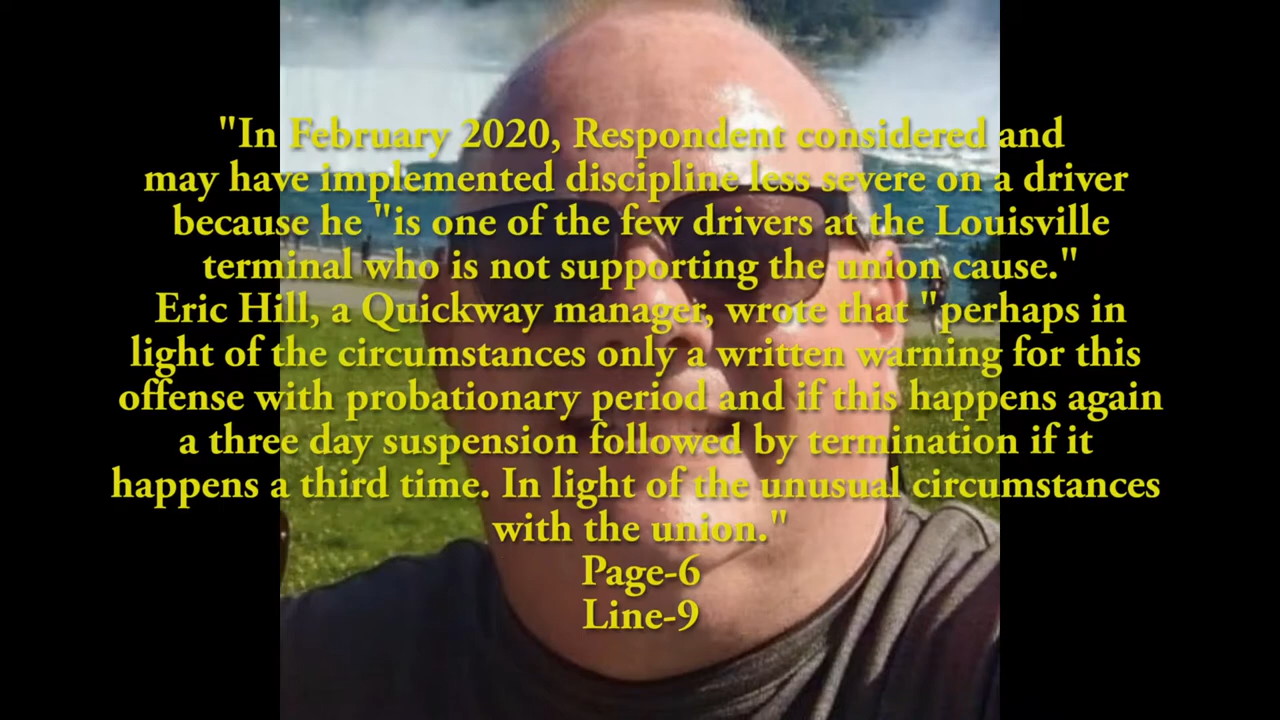 "In February 2020, Respondent considered and
may have implemented discipline less severe on a driver
because he "is one of the few drivers at the Louisville
terminal who is not supporting the union cause."
Eric Hill, a Quickway manager, wrote that "perhaps in
light of the circumstances only a written warning for this
offense with probationary period and if this happens again
a three day suspension followed by termination if it
happens a third time. In light of the unusual circumstances
with the union."
Page-6
Line-9